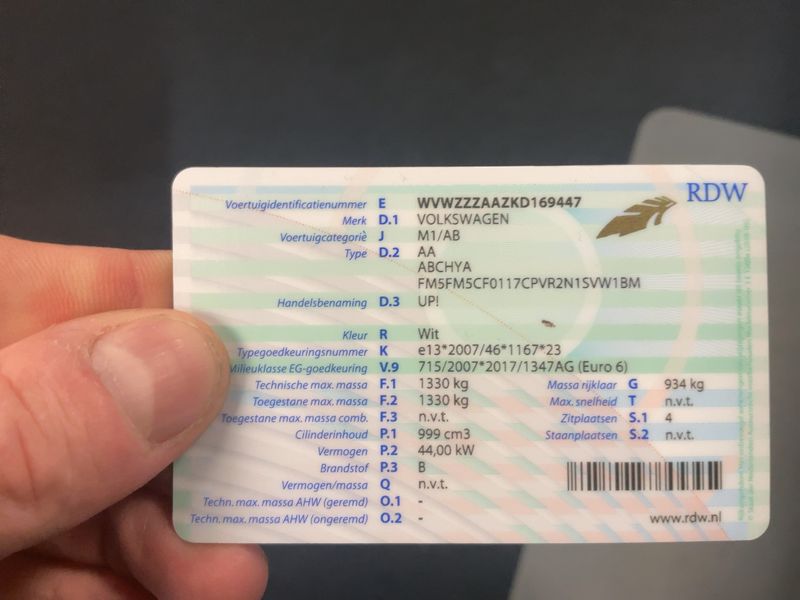 RDW
Voertuigidentificatienummer E WVWZZZAAZKD169447
Merk D.1 VOLKSWAGEN
Voertuigcategorie J M1/AB
Type D.2 AA
ABCHYA
FM5FM5CF0117CPVR2N1SVW1BM
Handelsbenaming D.3 UP!
Kleur R Wit
Typegoedkeuringsnummer K e13*2007/46*1167*23
Milieuklasse EG-goedkeuring V.9 715/2007*2017/1347AG (Euro 6)
Technische max. massa F.1 1330 kg Massa rijklaar G 934 kg
Toegestane max. massa F.2 1330 kg Max. snelheid T n.v.t.
Toegestane max. massa comb. F.3 n.v.t. Zitplaatsen S.1 4
Cilinderinhoud P.1 999 cm3 Staanplaatsen S.2 n.v.t.
Vermogen P.2 44,00 kW
Brandstof P.3 B
Vermogen/massa Q n.v.t.
Techn. max. massa AHW (geremd) O.1 -
Techn. max. massa AHW (ongeremd) O.2 -
www.rdw.nl